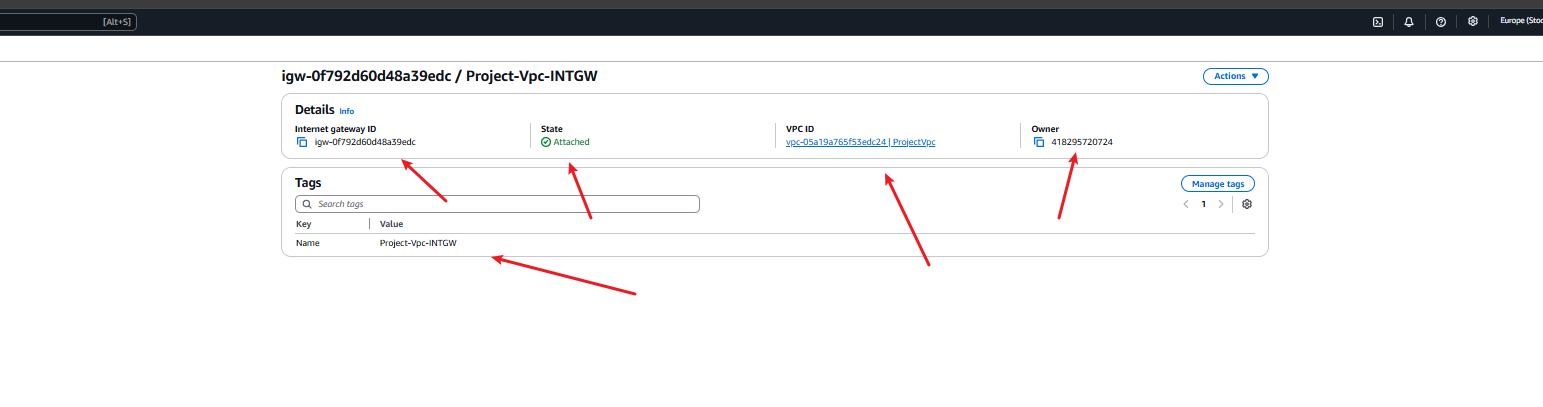 [Alt+S]
Europe (Stoc
igw-0f792d60d48a39edc / Project-Vpc-INTGW
Actions
Details Info
Internet gateway ID
igw-0f792d60d48a39edc
State
Attached
VPC ID
vpc-05a19a765f53edc24 | ProjectVpc
Owner
418295720724
Tags
Manage tags
Search tags
1
Key Value
Name Project-Vpc-INTGW